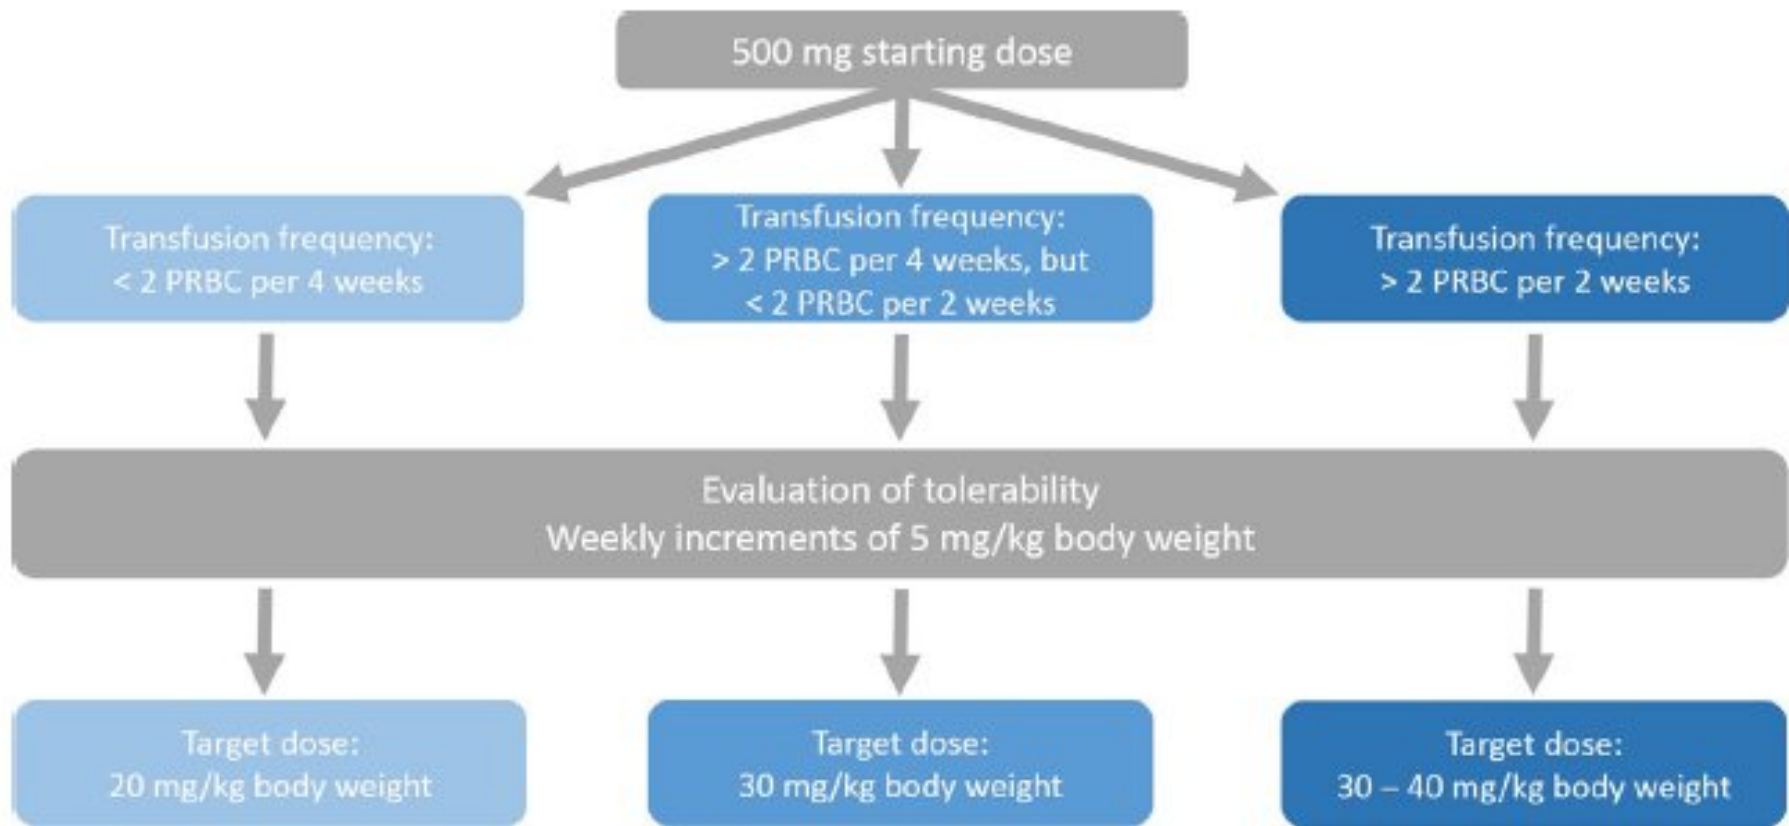 500 mg starting dose
Transfusion frequency:
< 2 PRBC per 4 weeks
Transfusion frequency:
> 2 PRBC per 4 weeks, but
< 2 PRBC per 2 weeks
Transfusion frequency:
> 2 PRBC per 2 weeks
Evaluation of tolerability
Weekly increments of 5 mg/kg body weight
Target dose:
20 mg/kg body weight
Target dose:
30 mg/kg body weight
Target dose:
30 – 40 mg/kg body weight